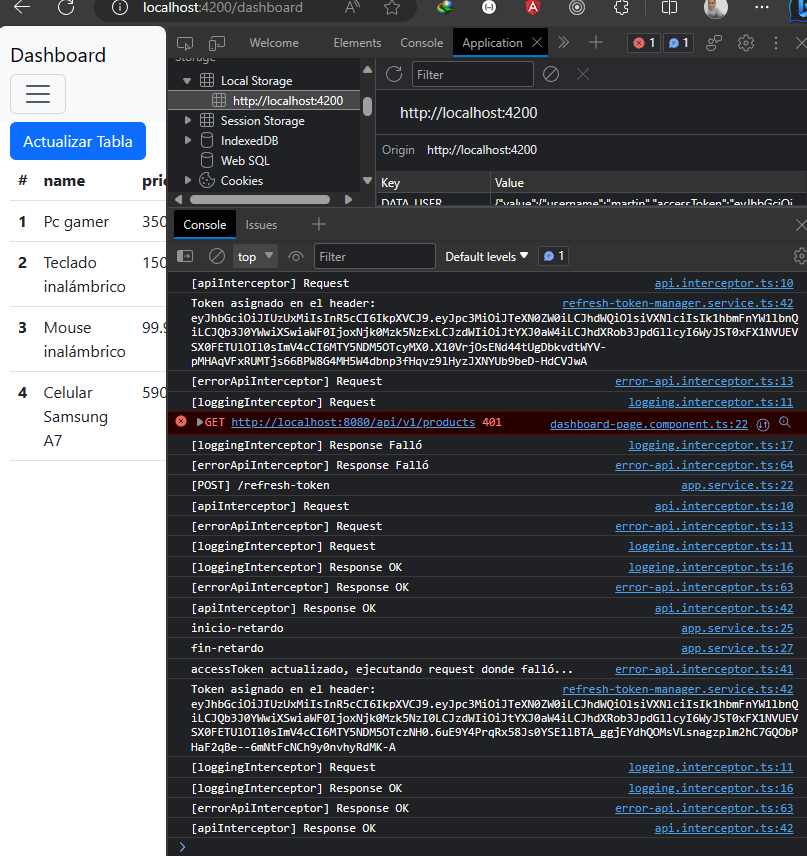 localhost:4200/dashboard
Dashboard
Actualizar Tabla
# name
1 Pc gamer 350
2 Teclado inalámbrico 150
3 Mouse inalámbrico 99.9
4 Celular Samsung A7 590
Welcome Elements Console Application 1 1
Storage
Local Storage
http://localhost:4200
Session Storage
IndexedDB
Web SQL
Cookies
Filter
http://localhost:4200
Origin http://localhost:4200
Key Value
DATA_USER {"value":{"username":"martin","accessToken":"eyJhbGciOi
Console Issues
top Filter Default levels 1
[apiInterceptor] Request api.interceptor.ts:10
Token asignado en el header: refresh-token-manager.service.ts:42
[errorApiInterceptor] Request error-api.interceptor.ts:13
[loggingInterceptor] Request logging.interceptor.ts:11
GET http://localhost:8080/api/v1/products 401 dashboard-page.component.ts:22
[loggingInterceptor] Response Falló logging.interceptor.ts:17
[errorApiInterceptor] Response Falló error-api.interceptor.ts:64
[POST] /refresh-token app.service.ts:22
[apiInterceptor] Request api.interceptor.ts:10
[errorApiInterceptor] Request error-api.interceptor.ts:13
[loggingInterceptor] Request logging.interceptor.ts:11
[loggingInterceptor] Response OK logging.interceptor.ts:16
[errorApiInterceptor] Response OK error-api.interceptor.ts:63
[apiInterceptor] Response OK api.interceptor.ts:42
inicio-retardo app.service.ts:25
fin-retardo app.service.ts:27
accessToken actualizado, ejecutando request donde falló... error-api.interceptor.ts:41
Token asignado en el header: refresh-token-manager.service.ts:42
[loggingInterceptor] Request logging.interceptor.ts:11
[loggingInterceptor] Response OK logging.interceptor.ts:16
[errorApiInterceptor] Response OK error-api.interceptor.ts:63
[apiInterceptor] Response OK api.interceptor.ts:42